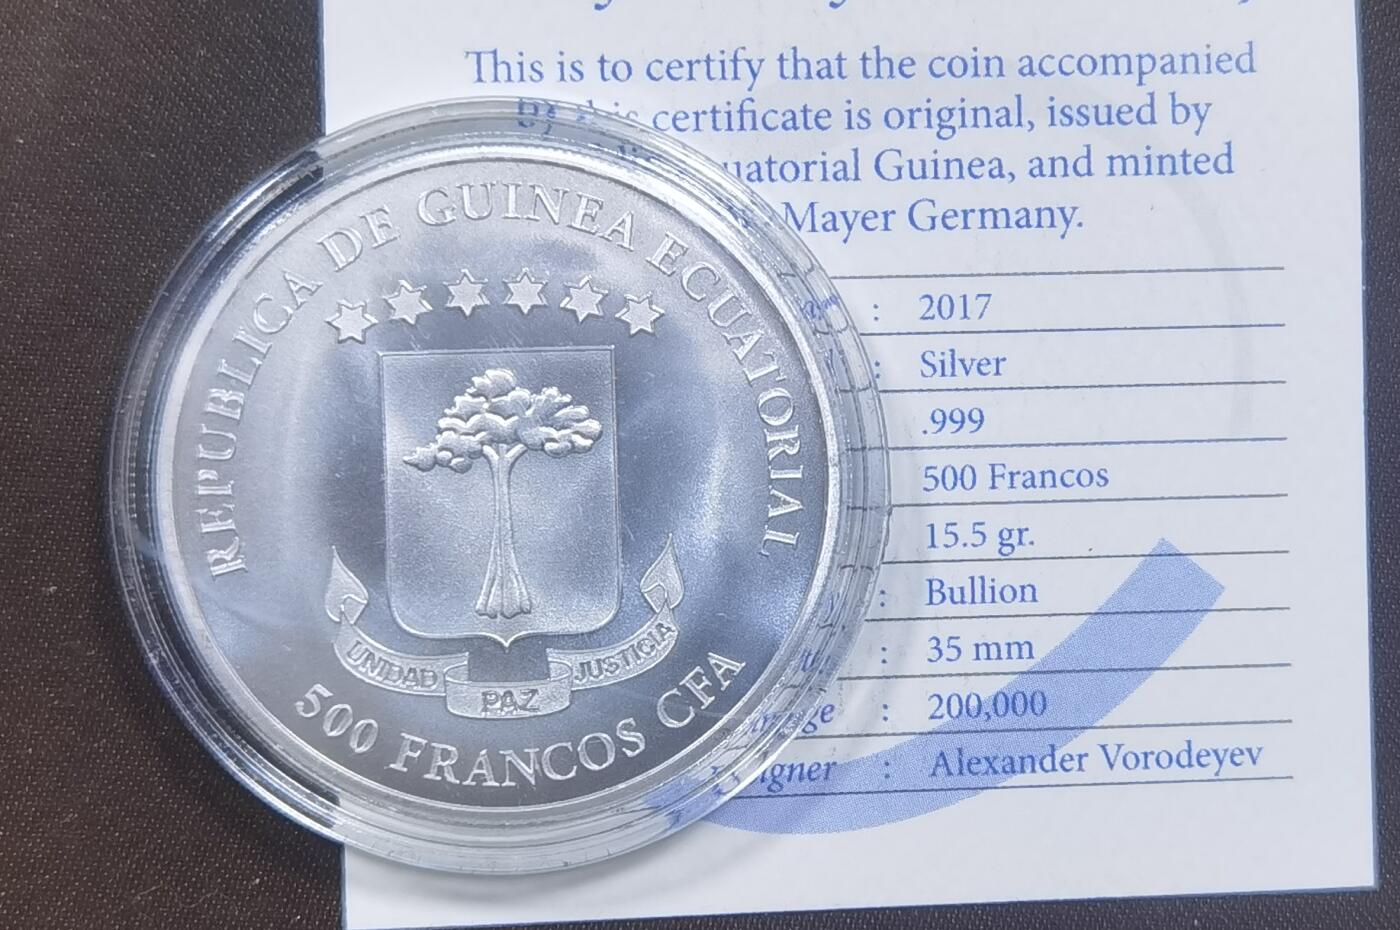 This is to certify that the coin accompanied
certificate is original, issued by
Guinea, and minted
Mayer Germany.
: 2017
: Silver
.999
500 Francos
15.5 gr.
: Bullion
: 35 mm
: 200,000
: Alexander Vorodeyev
REPUBLICA DE GUINEA ECUATORIAL
UNIDAD PAZ JUSTICIA
500 FRANCOS CFA